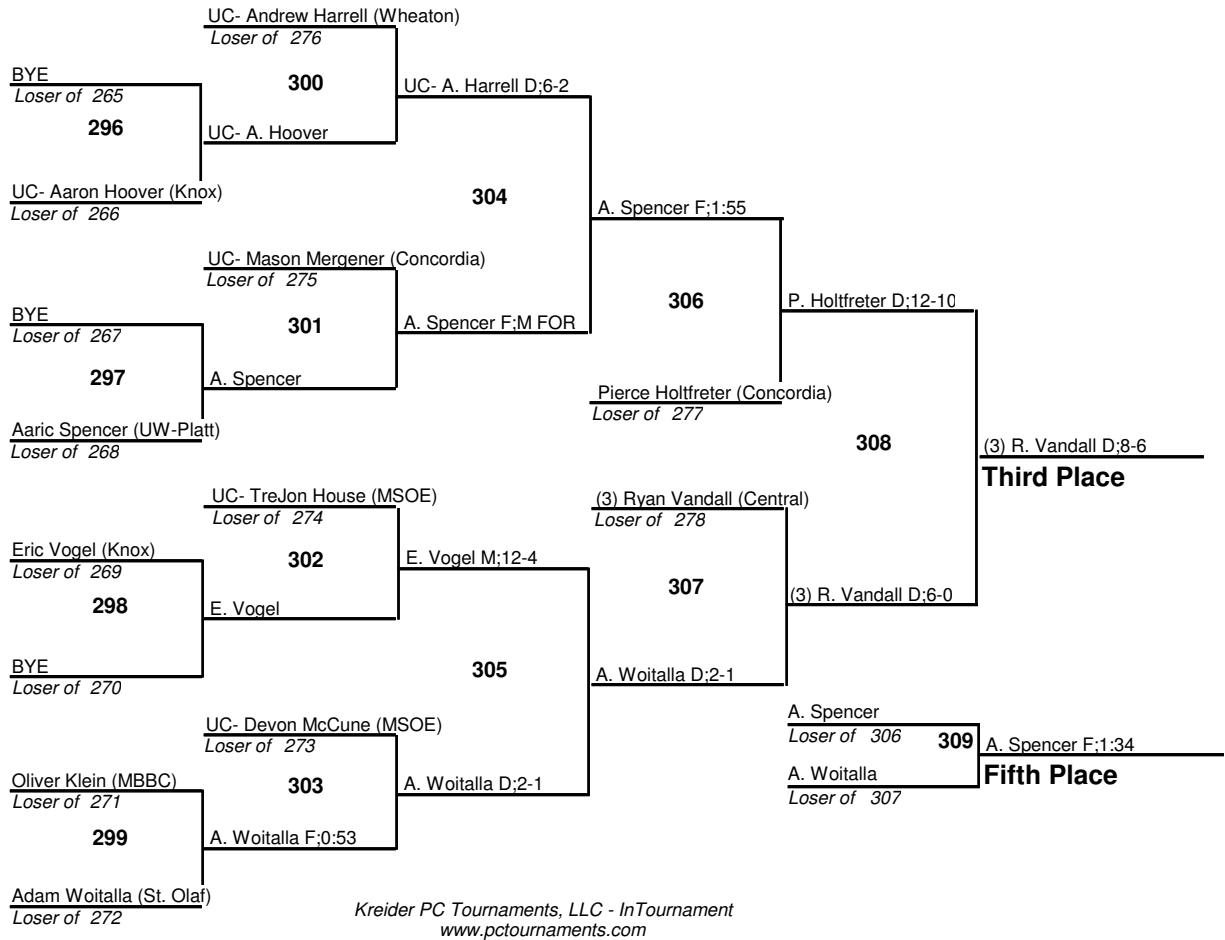 UC- Andrew Harrell (Wheaton)
Loser of 276
BYE
Loser of 265
300
UC- A. Harrell D;6-2
296
UC- A. Hoover
UC- Aaron Hoover (Knox)
Loser of 266
304
A. Spencer F;1:55
UC- Mason Mergener (Concordia)
Loser of 275
BYE
Loser of 267
301
A. Spencer F;M FOR
306
P. Holtfreter D;12-10
297
A. Spencer
Pierce Holtfreter (Concordia)
Loser of 277
Aaric Spencer (UW-Platt)
Loser of 268
308
(3) R. Vandall D;8-6
Third Place
UC- TreJon House (MSOE)
Loser of 274
(3) Ryan Vandall (Central)
Loser of 278
Eric Vogel (Knox)
Loser of 269
302
E. Vogel M;12-4
307
(3) R. Vandall D;6-0
298
E. Vogel
BYE
Loser of 270
305
A. Woitalla D;2-1
UC- Devon McCune (MSOE)
Loser of 273
A. Spencer
Loser of 306
309
A. Spencer F;1:34
Fifth Place
A. Woitalla
Loser of 307
Oliver Klein (MBBC)
Loser of 271
303
A. Woitalla D;2-1
299
A. Woitalla F;0:53
Adam Woitalla (St. Olaf)
Loser of 272
Kreider PC Tournaments, LLC - InTournament
www.pctournaments.com